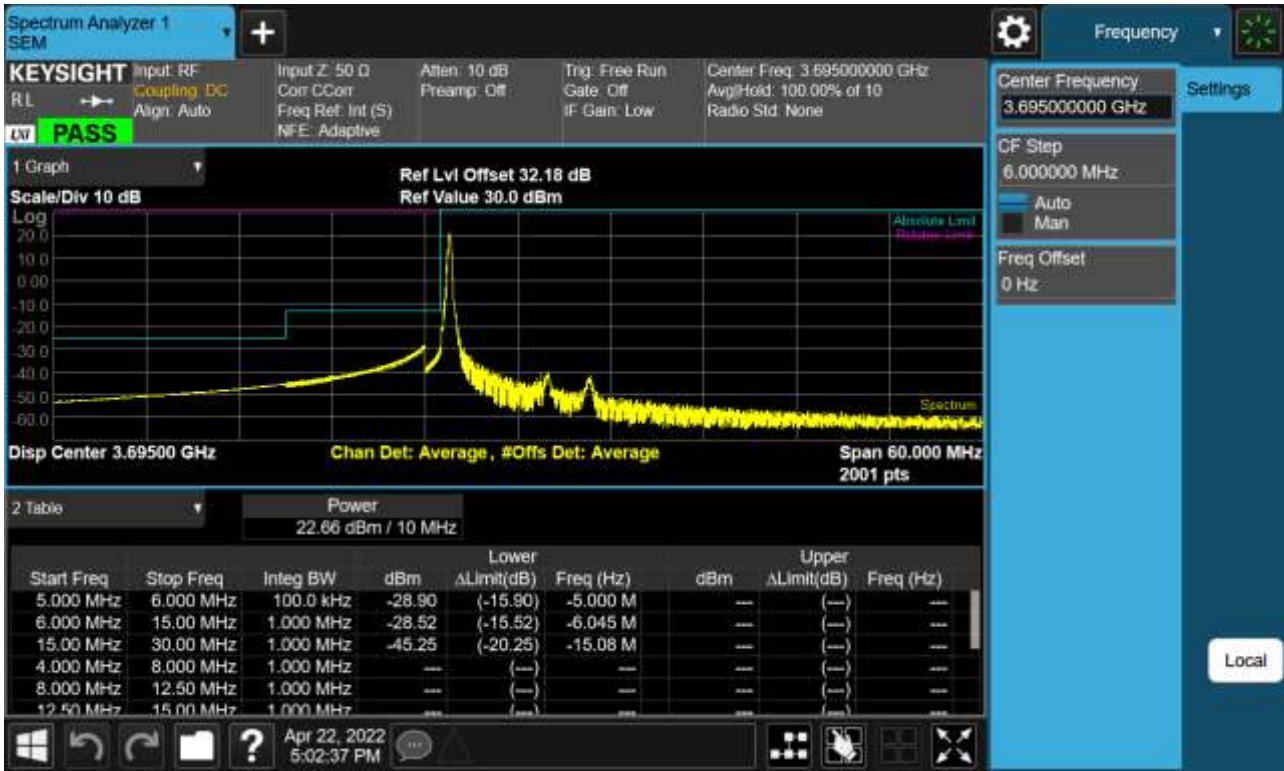 Spectrum Analyzer 1
SEM
Frequency
KEYSIGHT Input: RF Input Z: 50 Ω Atten: 10 dB Trig: Free Run Center Freq: 3.695000000 GHz
RL Coupling: DC Corr CCorr Preamp: Off Gate: Off Avg|Hold: 100.00% of 10
Align: Auto Freq Ref: Int (S) IF Gain: Low Radio Std: None
LXI PASS NFE: Adaptive
Center Frequency
3.695000000 GHz
Settings
CF Step
6.000000 MHz
Auto
Man
Freq Offset
0 Hz
1 Graph
Ref Lvl Offset 32.18 dB
Scale/Div 10 dB Ref Value 30.0 dBm
Log
Absolute Limit
Relative Limit
20.0
10.0
0.00
-10.0
-20.0
-30.0
-40.0
-50.0
-60.0
Spectrum
Disp Center 3.69500 GHz Chan Det: Average, #Offs Det: Average Span 60.000 MHz
2001 pts
2 Table
Power
22.66 dBm / 10 MHz
Lower Upper
Start Freq Stop Freq Integ BW dBm ΔLimit(dB) Freq (Hz) dBm ΔLimit(dB) Freq (Hz)
5.000 MHz 6.000 MHz 100.0 kHz -28.90 (-15.90) -5.000 M --- (---) ---
6.000 MHz 15.00 MHz 1.000 MHz -28.52 (-15.52) -6.045 M --- (---) ---
15.00 MHz 30.00 MHz 1.000 MHz -45.25 (-20.25) -15.08 M --- (---) ---
4.000 MHz 8.000 MHz 1.000 MHz --- (---) --- --- (---) ---
8.000 MHz 12.50 MHz 1.000 MHz --- (---) --- --- (---) ---
12.50 MHz 15.00 MHz 1.000 MHz --- (---) --- --- (---) ---
Local
? Apr 22, 2022
5:02:37 PM